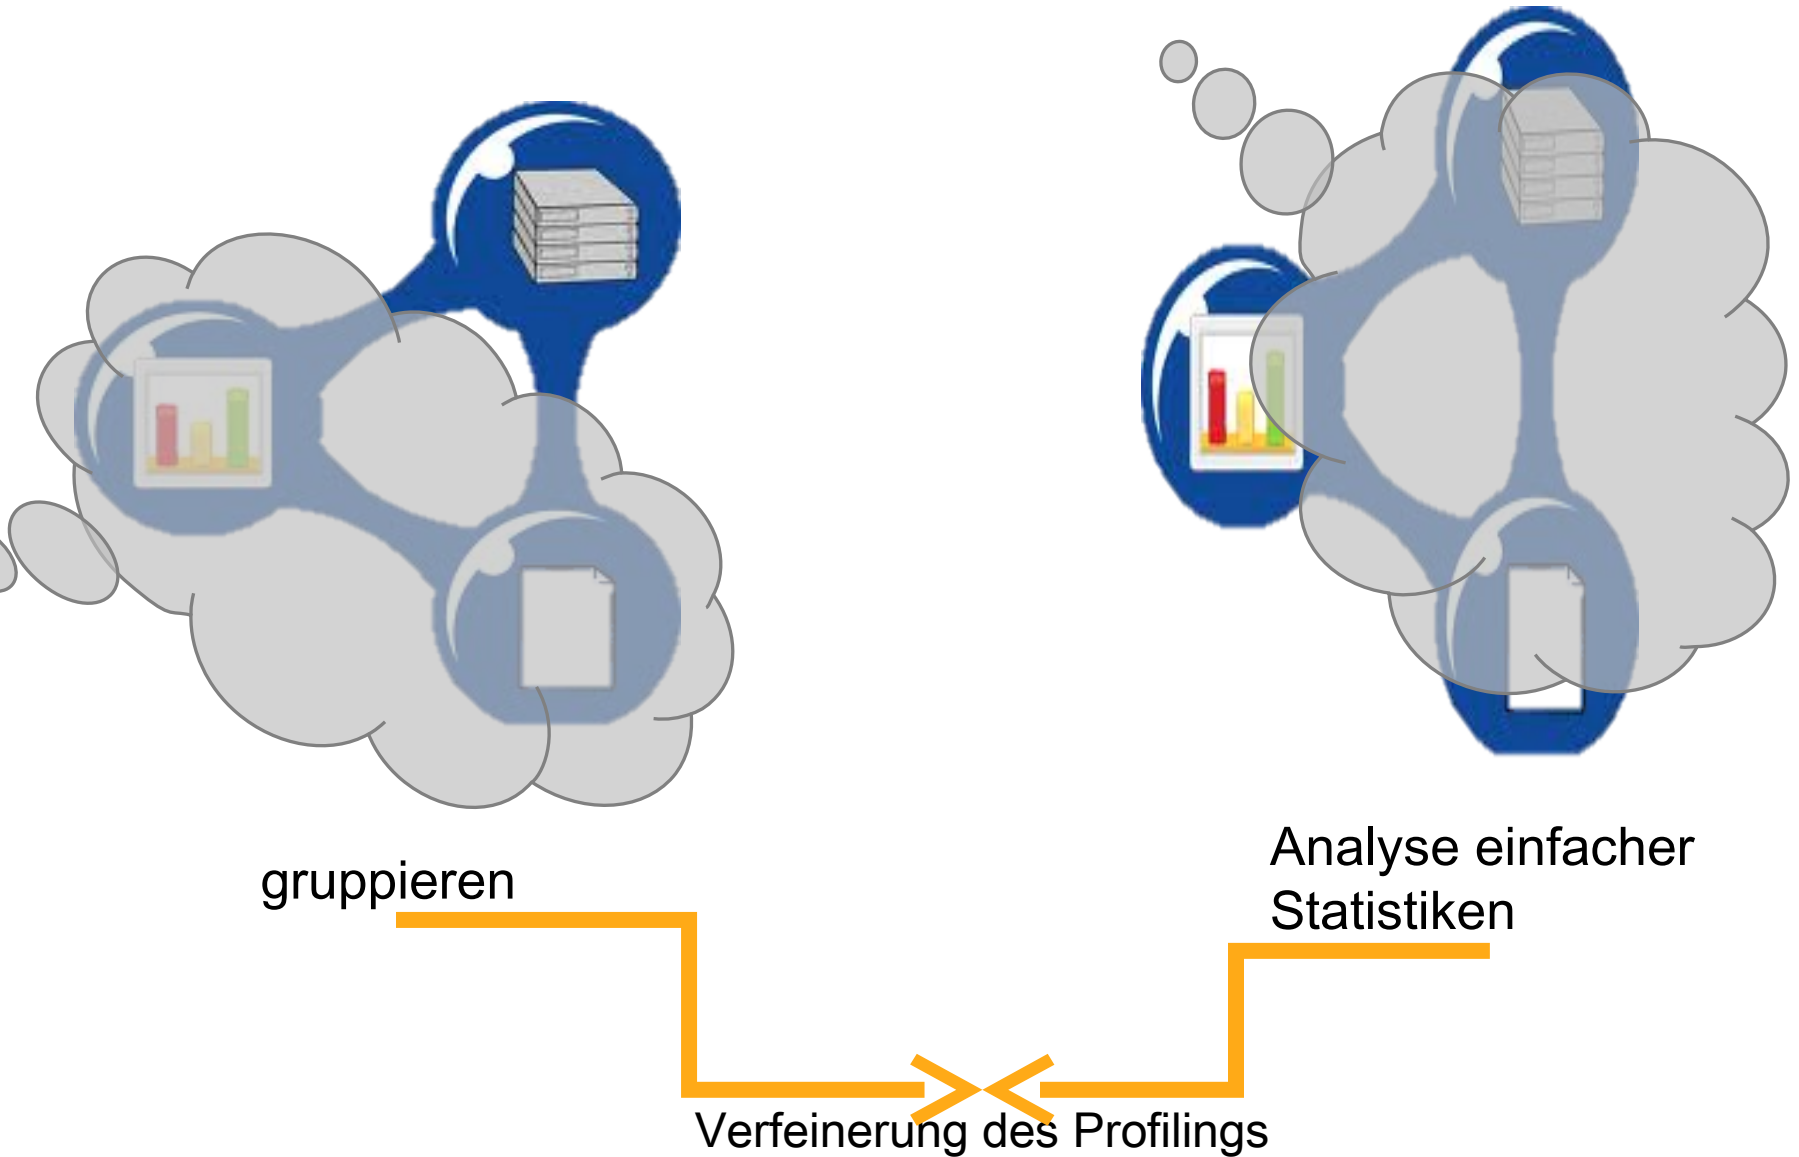 gruppieren
Analyse einfacher
Statistiken
Verfeinerung des Profilings